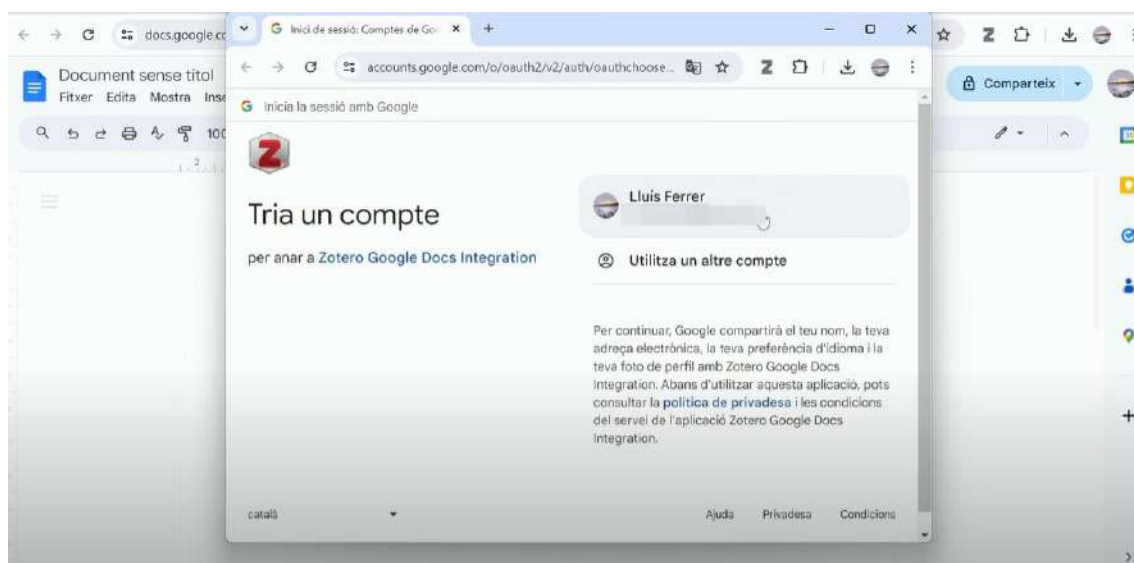 docs.google.co
Inici de sessió: Comptes de Goo
accounts.google.com/o/oauth2/v2/auth/oauthchoose...
Z
Document sense títol
Fitxer Edita Mostra Inse
Comparteix
100
2
Inicia la sessió amb Google
Z
Tria un compte
per anar a Zotero Google Docs Integration
Lluís Ferrer
Utilitza un altre compte
Per continuar, Google compartirà el teu nom, la teva
adreça electrònica, la teva preferència d'idioma i la
teva foto de perfil amb Zotero Google Docs
Integration. Abans d'utilitzar aquesta aplicació, pots
consultar la política de privadesa i les condicions
del servei de l'aplicació Zotero Google Docs
Integration.
català
Ajuda Privadesa Condicions